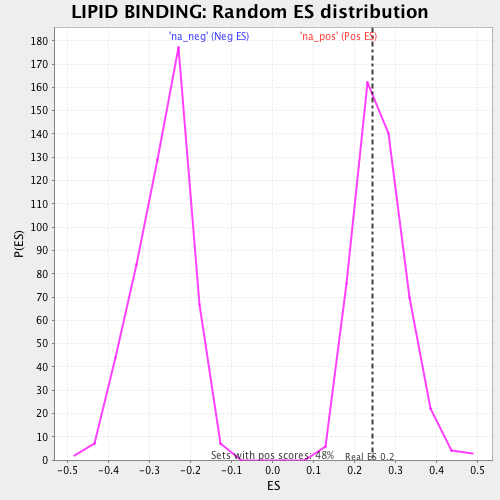 LIPID BINDING: Random ES distribution
'na_neg' (Neg ES)
'na_pos' (Pos ES)
180
170
160
150
140
130
120
110
100
90
80
70
60
50
40
30
20
10
0
P(ES)
Sets with pos scores: 48%
Real ES 0.2
-0.5 -0.4 -0.3 -0.2 -0.1 0.0 0.1 0.2 0.3 0.4 0.5
ES